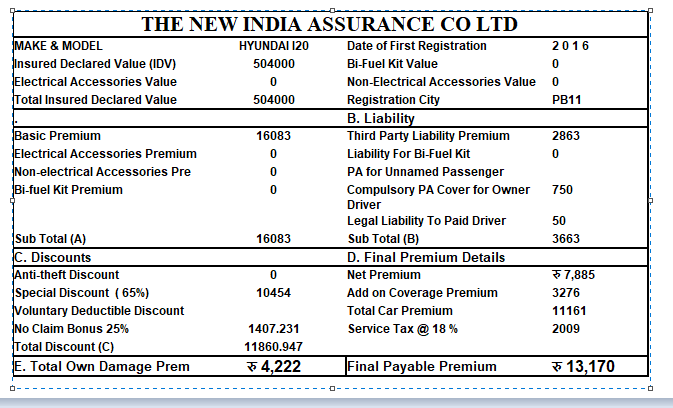 THE NEW INDIA ASSURANCE CO LTD
MAKE & MODEL HYUNDAI I20 Date of First Registration 2 0 1 6
Insured Declared Value (IDV) 504000 Bi-Fuel Kit Value 0
Electrical Accessories Value 0 Non-Electrical Accessories Value 0
Total Insured Declared Value 504000 Registration City PB11
. B. Liability
Basic Premium 16083 Third Party Liability Premium 2863
Electrical Accessories Premium 0 Liability For Bi-Fuel Kit 0
Non-electrical Accessories Pre 0 PA for Unnamed Passenger
Bi-fuel Kit Premium 0 Compulsory PA Cover for Owner 750
Driver
Legal Liability To Paid Driver 50
Sub Total (A) 16083 Sub Total (B) 3663
C. Discounts D. Final Premium Details
Anti-theft Discount 0 Net Premium रु 7,885
Special Discount ( 65%) 10454 Add on Coverage Premium 3276
Voluntary Deductible Discount Total Car Premium 11161
No Claim Bonus 25% 1407.231 Service Tax @ 18 % 2009
Total Discount (C) 11860.947
E. Total Own Damage Prem रु 4,222 Final Payable Premium रु 13,170